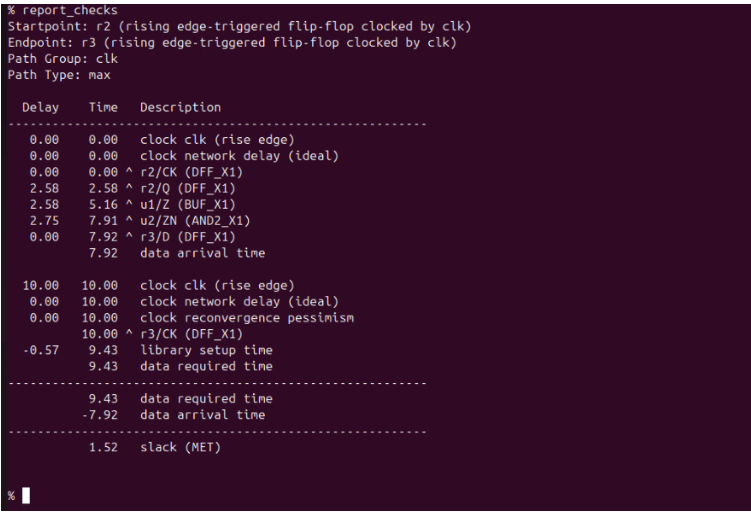 % report_checks
Startpoint: r2 (rising edge-triggered flip-flop clocked by clk)
Endpoint: r3 (rising edge-triggered flip-flop clocked by clk)
Path Group: clk
Path Type: max
Delay Time Description
-----------------------------------------------------------
0.00 0.00 clock clk (rise edge)
0.00 0.00 clock network delay (ideal)
0.00 0.00 ^ r2/CK (DFF_X1)
2.58 2.58 ^ r2/Q (DFF_X1)
2.58 5.16 ^ u1/Z (BUF_X1)
2.75 7.91 ^ u2/ZN (AND2_X1)
0.00 7.92 ^ r3/D (DFF_X1)
7.92 data arrival time
10.00 10.00 clock clk (rise edge)
0.00 10.00 clock network delay (ideal)
0.00 10.00 clock reconvergence pessimism
10.00 ^ r3/CK (DFF_X1)
-0.57 9.43 library setup time
9.43 data required time
-----------------------------------------------------------
9.43 data required time
-7.92 data arrival time
-----------------------------------------------------------
1.52 slack (MET)
%